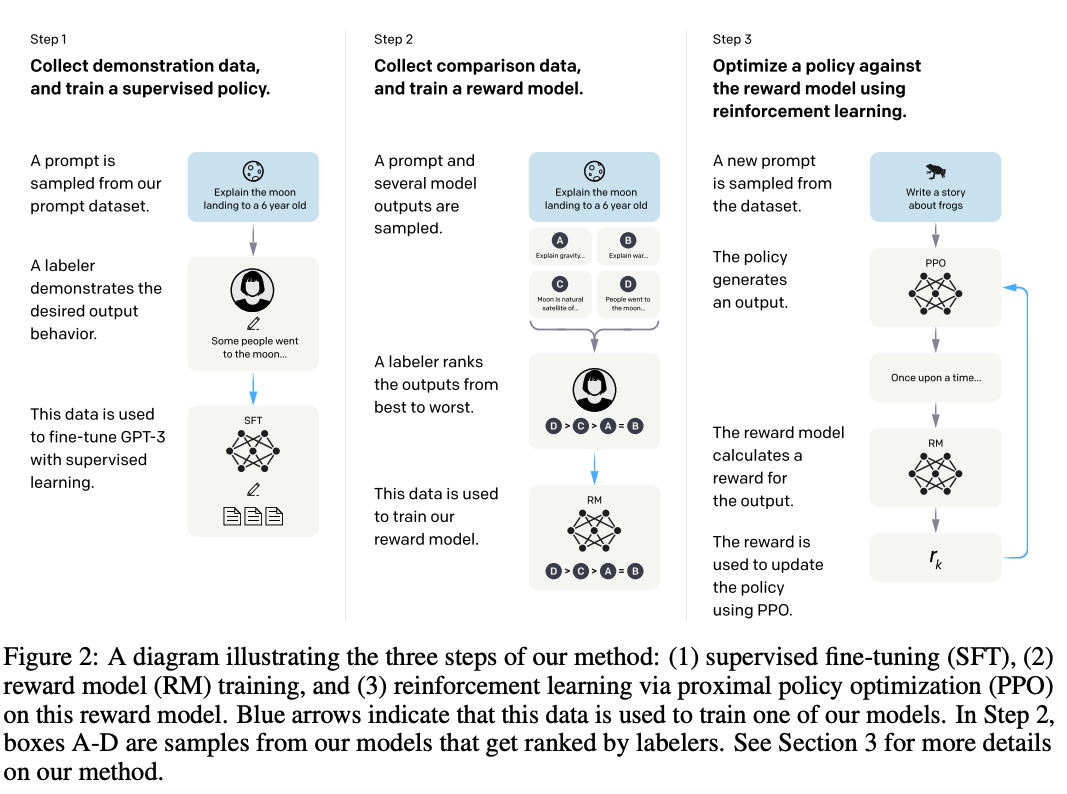 Step 1
Collect demonstration data,
and train a supervised policy.
A prompt is
sampled from our
prompt dataset.
Explain the moon
landing to a 6 year old
A labeler
demonstrates the
desired output
behavior.
Some people went
to the moon...
This data is used
to fine-tune GPT-3
with supervised
learning.
SFT
Step 2
Collect comparison data,
and train a reward model.
A prompt and
several model
outputs are
sampled.
Explain the moon
landing to a 6 year old
A
Explain gravity...
B
Explain war...
C
Moon is natural
satellite of...
D
People went to
the moon...
A labeler ranks
the outputs from
best to worst.
D > C > A = B
This data is used
to train our
reward model.
RM
D > C > A = B
Step 3
Optimize a policy against
the reward model using
reinforcement learning.
A new prompt
is sampled from
the dataset.
Write a story
about frogs
The policy
generates
an output.
PPO
Once upon a time...
The reward model
calculates a
reward for
the output.
RM
The reward is
used to update
the policy
using PPO.
r_k
Figure 2: A diagram illustrating the three steps of our method: (1) supervised fine-tuning (SFT), (2)
reward model (RM) training, and (3) reinforcement learning via proximal policy optimization (PPO)
on this reward model. Blue arrows indicate that this data is used to train one of our models. In Step 2,
boxes A-D are samples from our models that get ranked by labelers. See Section 3 for more details
on our method.